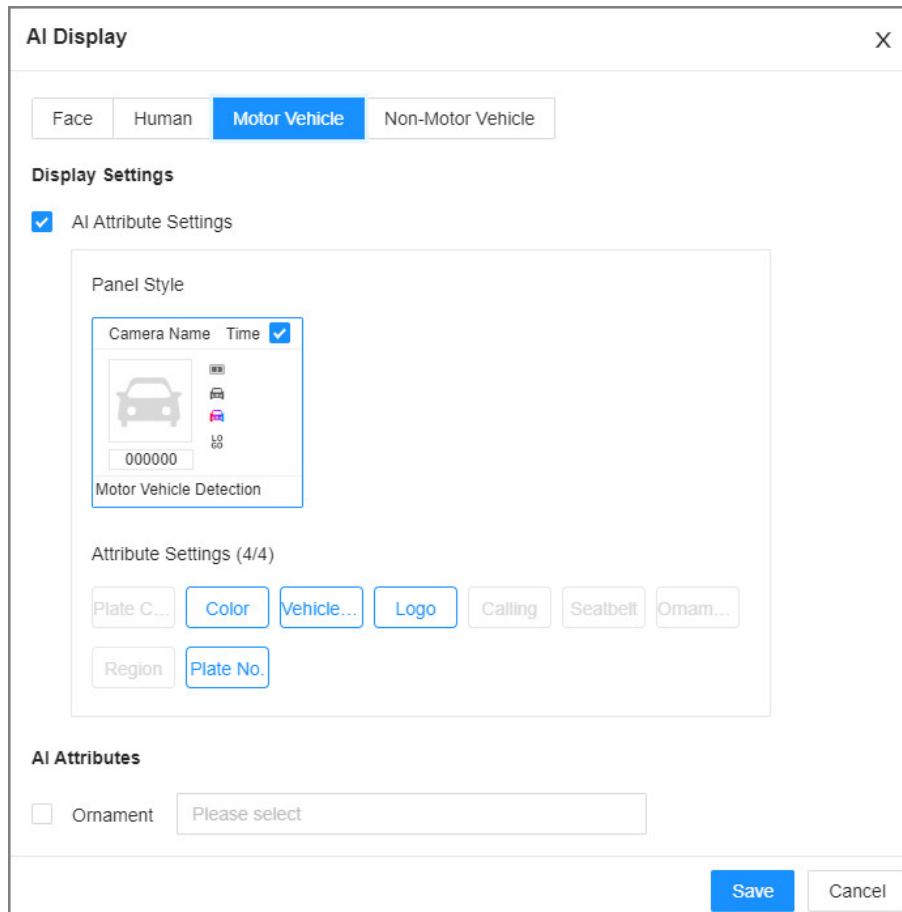 AI Display X
Face Human Motor Vehicle Non-Motor Vehicle
Display Settings
AI Attribute Settings
Panel Style
Camera Name Time
LO
GO
000000
Motor Vehicle Detection
Attribute Settings (4/4)
Plate C... Color Vehicle... Logo Calling Seatbelt Ornam...
Region Plate No.
AI Attributes
Ornament Please select
Save Cancel